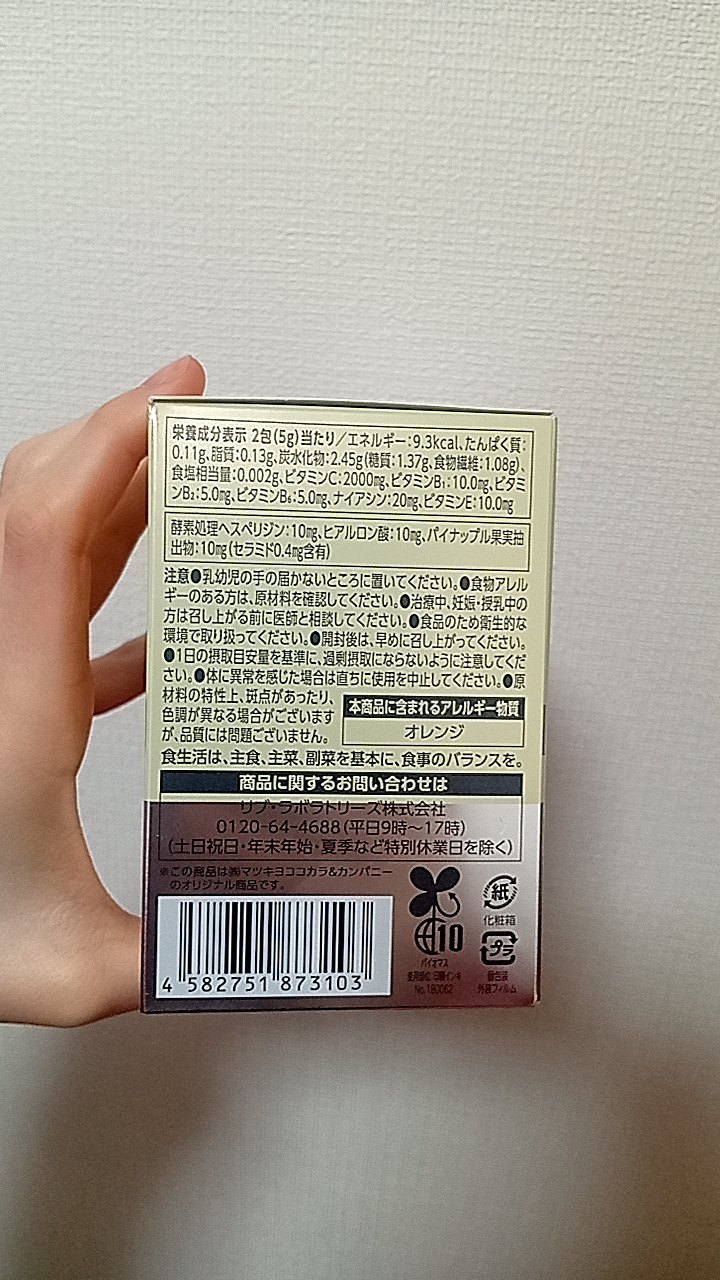 栄養成分表示 2包(5g)当たり／エネルギー:9.3kcal、たんぱく質:
0.11g、脂質:0.13g、炭水化物:2.45g(糖質:1.37g、食物繊維:1.08g)、
食塩相当量:0.002g、ビタミンC:2000mg、ビタミンB₁:10.0mg、ビタミ
ンB₂:5.0mg、ビタミンB₆:5.0mg、ナイアシン:20mg、ビタミンE:10.0mg
酵素処理ヘスペリジン:10mg、ヒアルロン酸:10mg、パイナップル果実抽
出物:10mg(セラミド0.4mg含有)
注意●乳幼児の手の届かないところに置いてください。●食物アレル
ギーのある方は、原材料を確認してください。●治療中、妊娠・授乳中の
方は召し上がる前に医師と相談してください。●食品のため衛生的な
環境で取り扱ってください。●開封後は、早めに召し上がってください。
●1日の摂取目安量を基準に、過剰摂取にならないように注意してくだ
さい。●体に異常を感じた場合は直ちに使用を中止してください。●原
材料の特性上、斑点があったり、
色調が異なる場合がございます
が、品質には問題ございません。
本商品に含まれるアレルギー物質
オレンジ
食生活は、主食、主菜、副菜を基本に、食事のバランスを。
商品に関するお問い合わせは
リブ・ラボラトリーズ株式会社
0120-64-4688(平日9時〜17時)
(土日祝日・年末年始・夏季など特別休業日を除く)
※この商品は㈱マツキヨココカラ&カンパニー
のオリジナル商品です。
4 582751 873103
10
バイオマス
使用部位:印刷インキ
No.180062
紙
化粧箱
プラ
個包装
外装フィルム